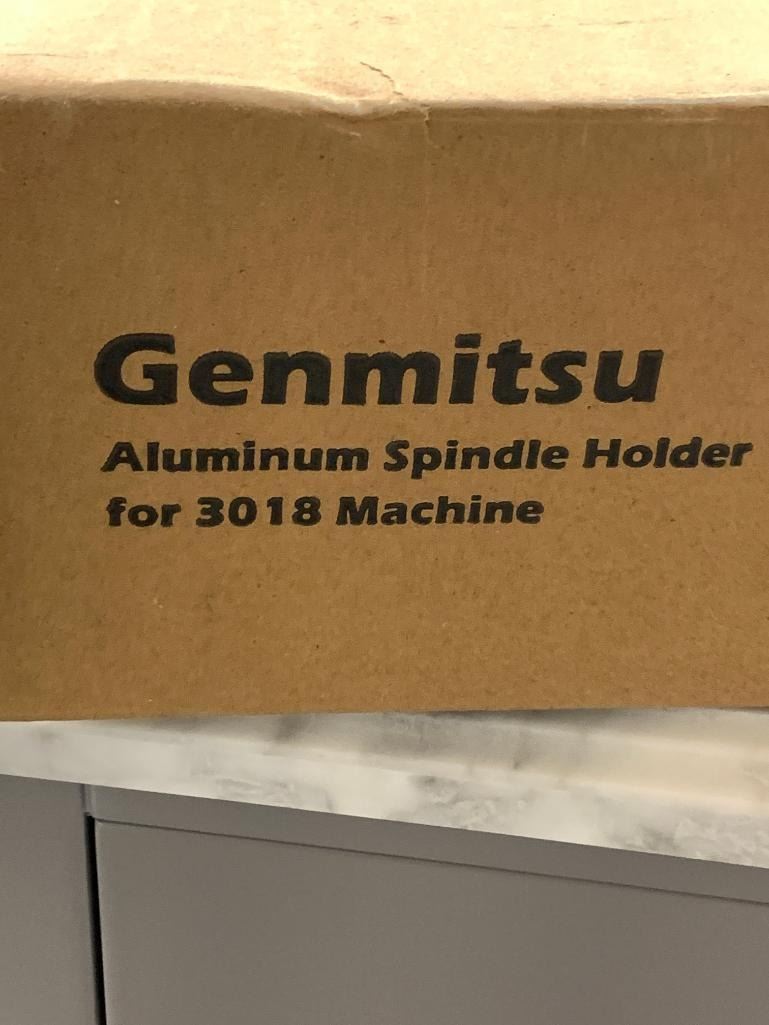 Genmitsu
Aluminum Spindle Holder
for 3018 Machine